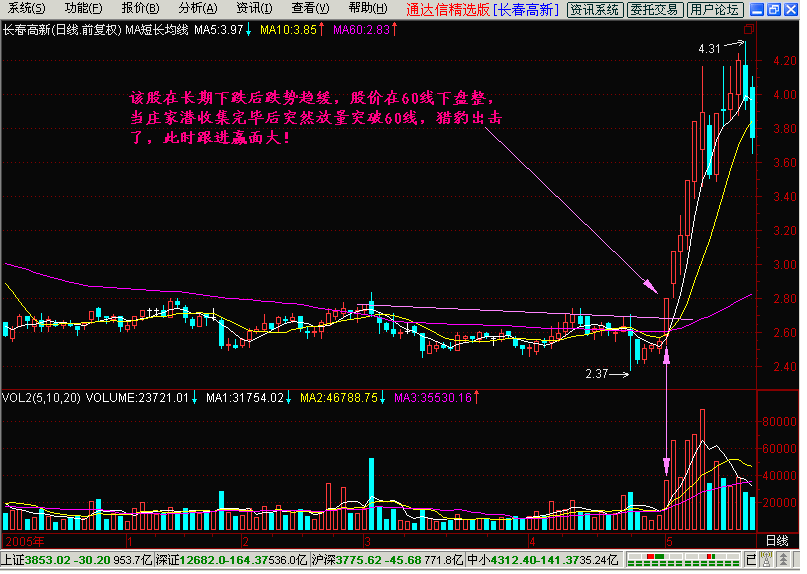 系统(S) 功能(F) 报价(B) 分析(A) 资讯(I) 查看(V) 帮助(H) 通达信精选版 [长春高新] 资讯系统 委托交易 用户论坛
长春高新(日线.前复权) MA短长均线 MA5:3.97↓ MA10:3.85↑ MA60:2.83↑
4.31
4.20
该股在长期下跌后跌势趋缓，股价在60线下盘整，
4.00
当庄家潜收集完毕后突然放量突破60线，猎豹出击
3.80
了，此时跟进赢面大！
3.60
3.40
3.20
3.00
2.80
2.60
2.40
2.37
VOL2(5,10,20) VOLUME:23721.01↓ MA1:31754.02↓ MA2:46788.75↓ MA3:35530.16↑
80000
60000
40000
20000
2005年 1 2 3 4 5 日线
上证3853.02 -30.20 953.7亿 深证12682.0 -164.37 536.0亿 沪深3775.62 -45.68 771.8亿 中小4312.40 -141.37 35.24亿